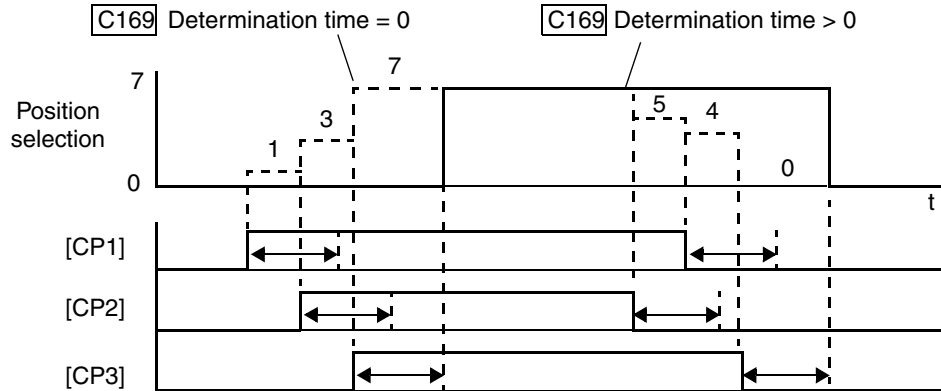 C169 Determination time = 0
C169 Determination time > 0
7
7
Position
selection
3
1
5
4
0
0
t
[CP1]
[CP2]
[CP3]